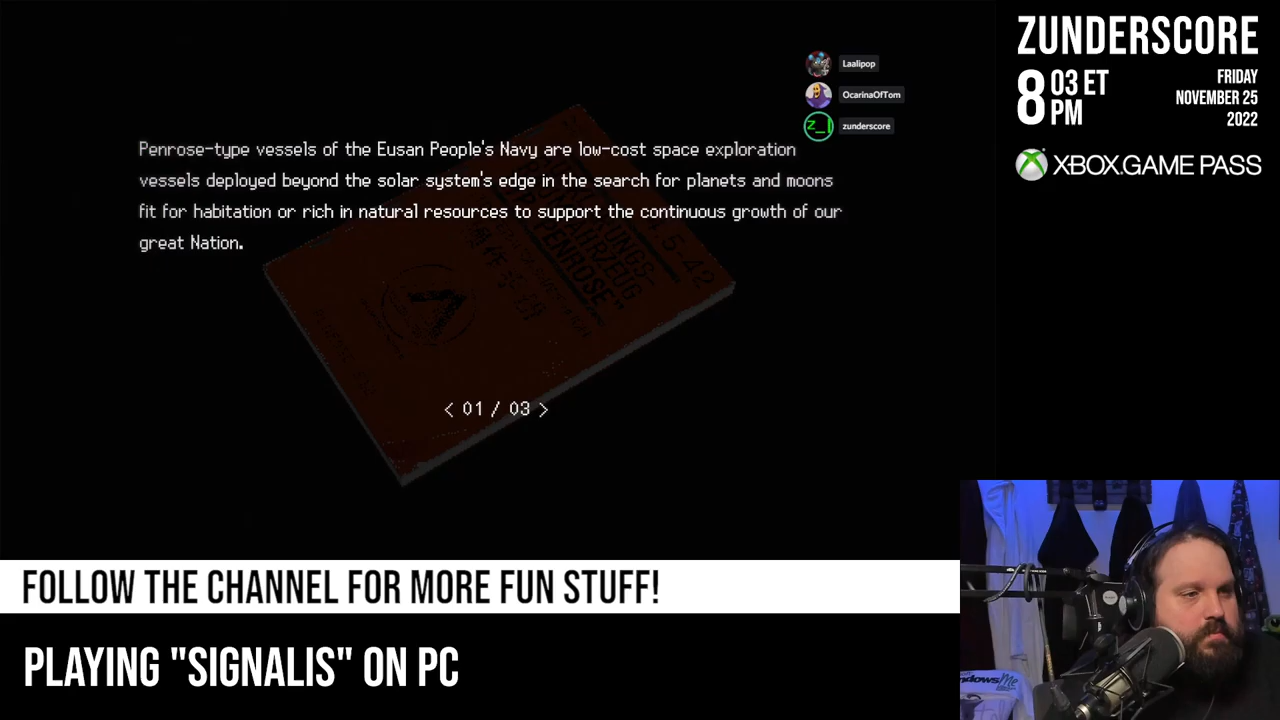 ZUNDERSCORE
8 03 ET
PM
FRIDAY
NOVEMBER 25
2022
XBOX GAME PASS
Laalipop
OcarinaOfTom
zunderscore
Penrose-type vessels of the Eusan People's Navy are low-cost space exploration
vessels deployed beyond the solar system's edge in the search for planets and moons
fit for habitation or rich in natural resources to support the continuous growth of our
great Nation.
5-42
PENROSE"
< 01 / 03 >
FOLLOW THE CHANNEL FOR MORE FUN STUFF!
PLAYING "SIGNALIS" ON PC